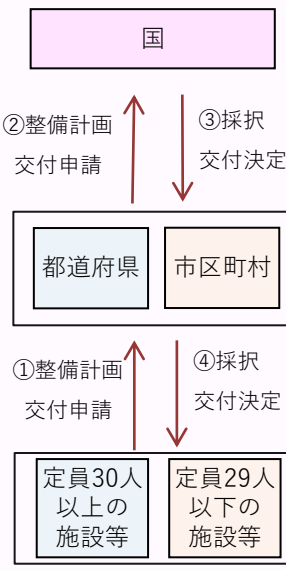 国
②整備計画
交付申請
③採択
交付決定
都道府県
市区町村
①整備計画
交付申請
④採択
交付決定
定員30人
以上の
施設等
定員29人
以下の
施設等